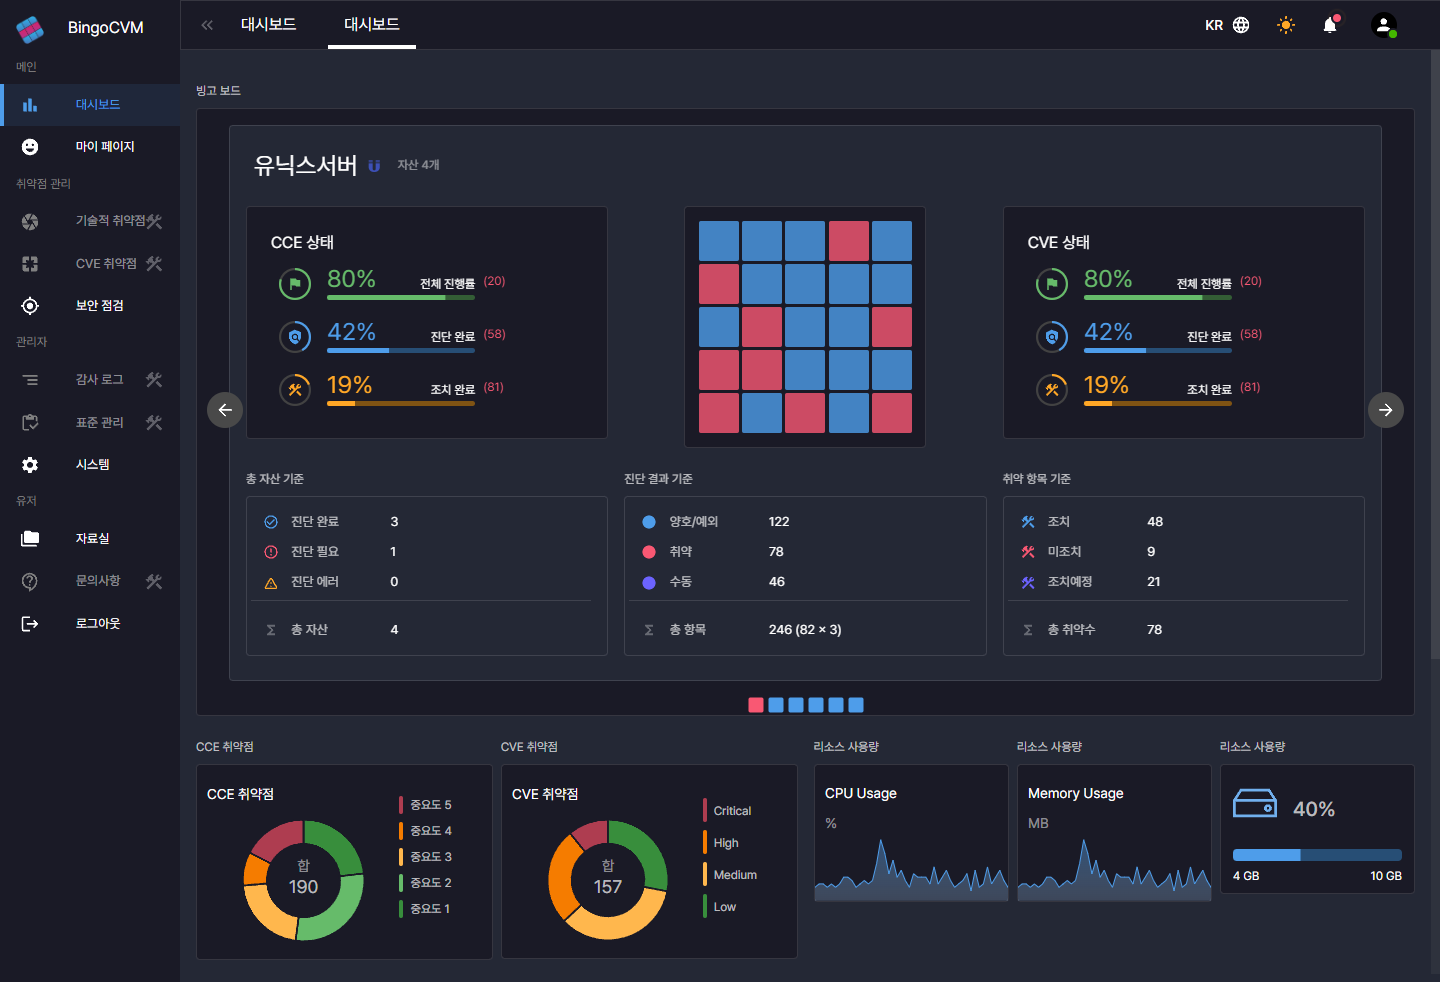 BingoCVM
메인
대시보드
마이 페이지
취약점 관리
기술적 취약점
CVE 취약점
보안 점검
관리자
감사 로그
표준 관리
시스템
유저
자료실
문의사항
로그아웃
대시보드
대시보드
KR
빙고 보드
유닉스서버
자산 4개
CCE 상태
80%
전체 진행률
(20)
42%
진단 완료
(58)
19%
조치 완료
(81)
CVE 상태
80%
전체 진행률
(20)
42%
진단 완료
(58)
19%
조치 완료
(81)
총 자산 기준
진단 완료 3
진단 필요 1
진단 에러 0
총 자산 4
진단 결과 기준
양호/예외 122
취약 78
수동 46
총 항목 246 (82 × 3)
취약 항목 기준
조치 48
미조치 9
조치예정 21
총 취약수 78
CCE 취약점
CCE 취약점
합
190
중요도 5
중요도 4
중요도 3
중요도 2
중요도 1
CVE 취약점
CVE 취약점
합
157
Critical
High
Medium
Low
리소스 사용량
CPU Usage
%
리소스 사용량
Memory Usage
MB
리소스 사용량
40%
4 GB
10 GB